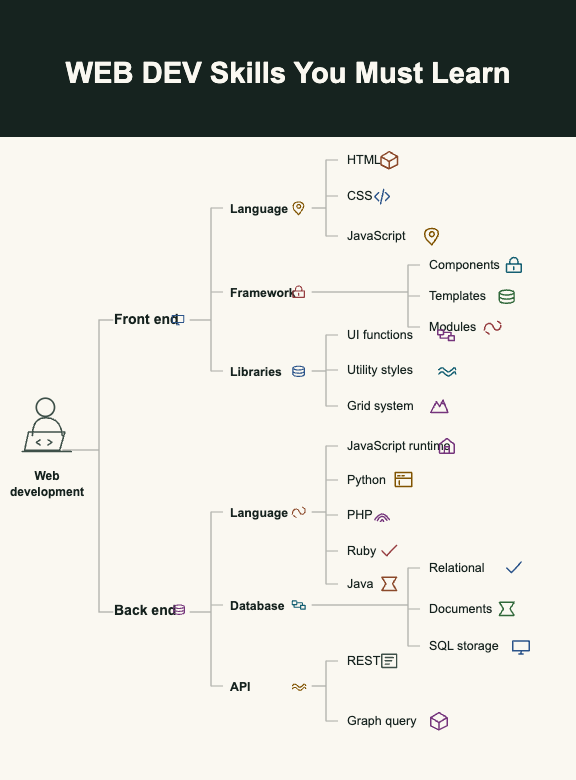 WEB DEV Skills You Must Learn
HTML
CSS
Language
JavaScript
Components
Framework
Templates
Modules
Front end
UI functions
Libraries
Utility styles
Grid system
Web
development
JavaScript runtime
Python
Language
PHP
Ruby
Relational
Java
Database
Documents
Back end
SQL storage
REST
API
Graph query